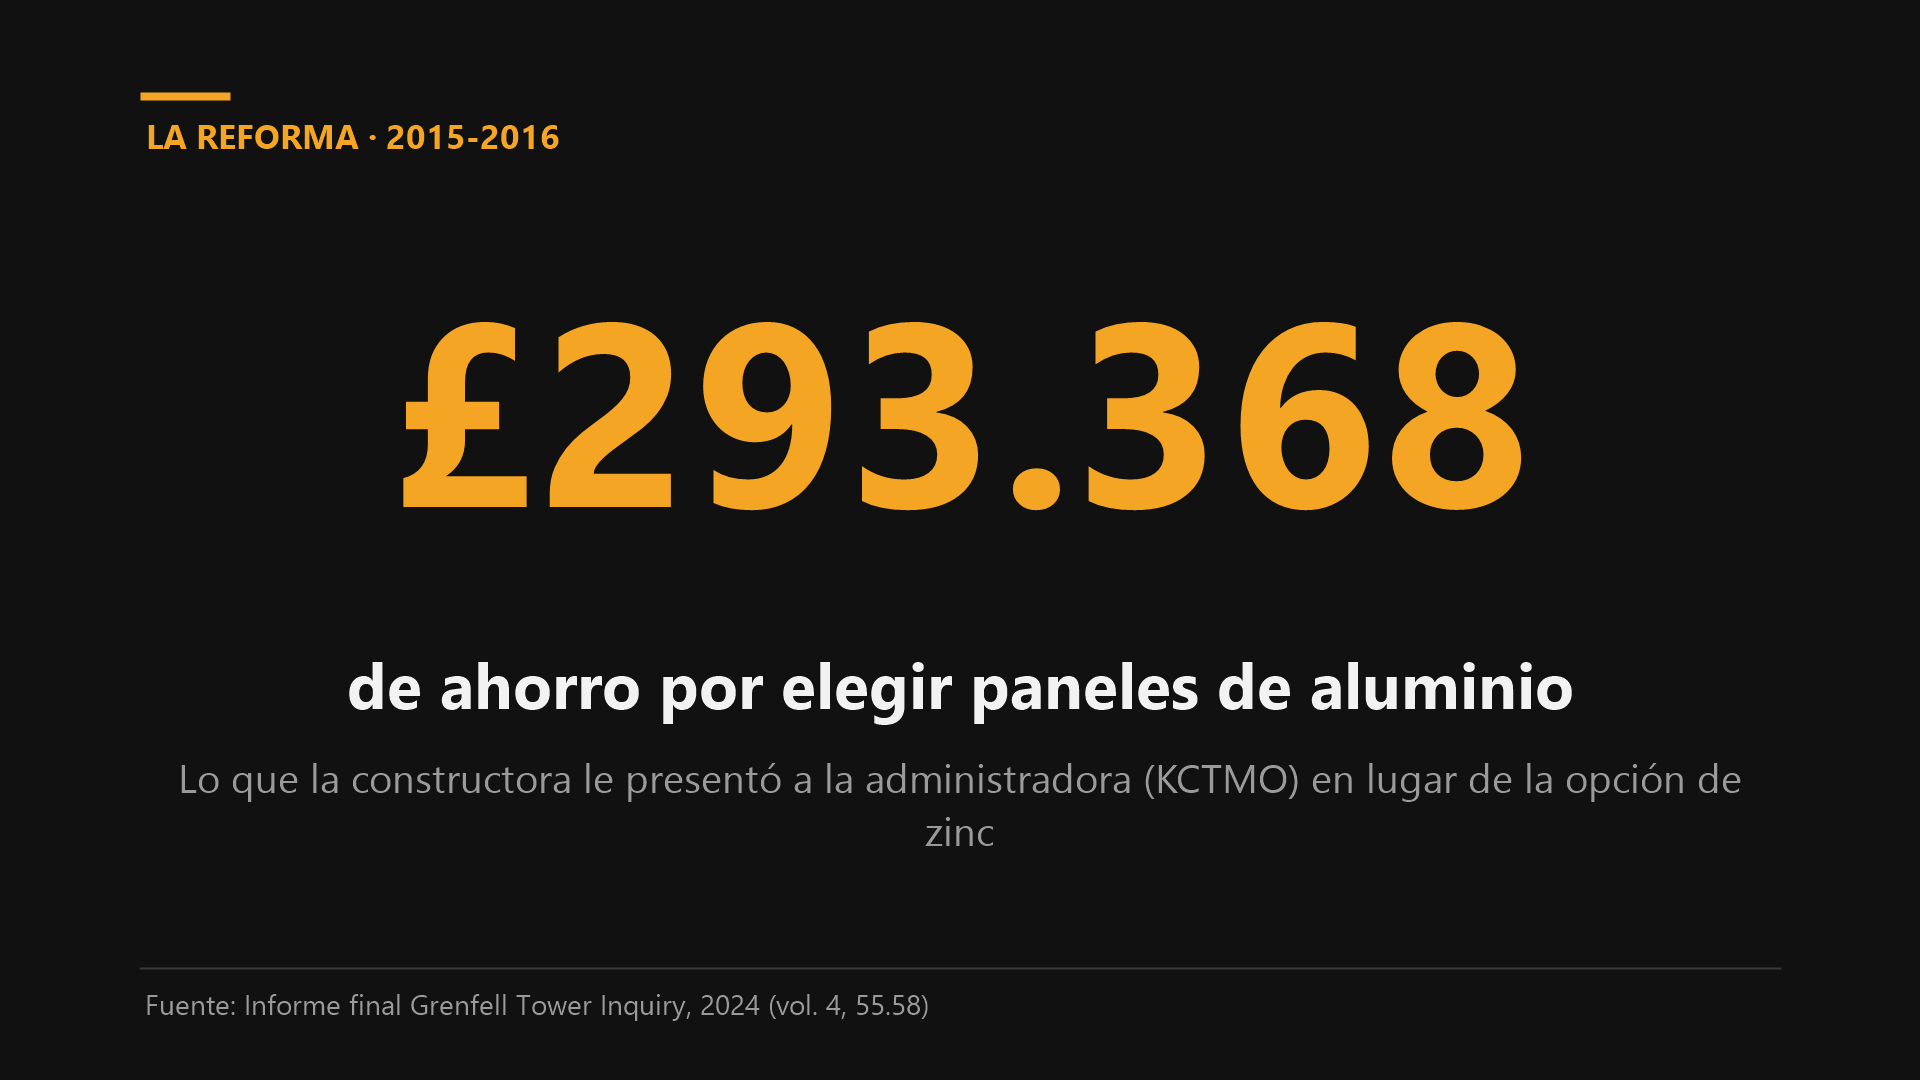 LA REFORMA · 2015-2016
£293.368
de ahorro por elegir paneles de aluminio
Lo que la constructora le presentó a la administradora (KCTMO) en lugar de la opción de
zinc
Fuente: Informe final Grenfell Tower Inquiry, 2024 (vol. 4, 55.58)